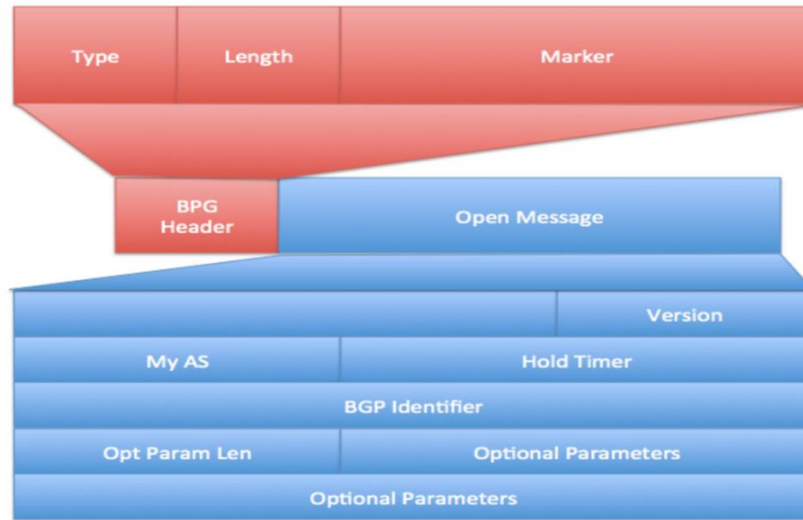 Type Length Marker
BPG
Header
Open Message
Version
My AS Hold Timer
BGP Identifier
Opt Param Len Optional Parameters
Optional Parameters